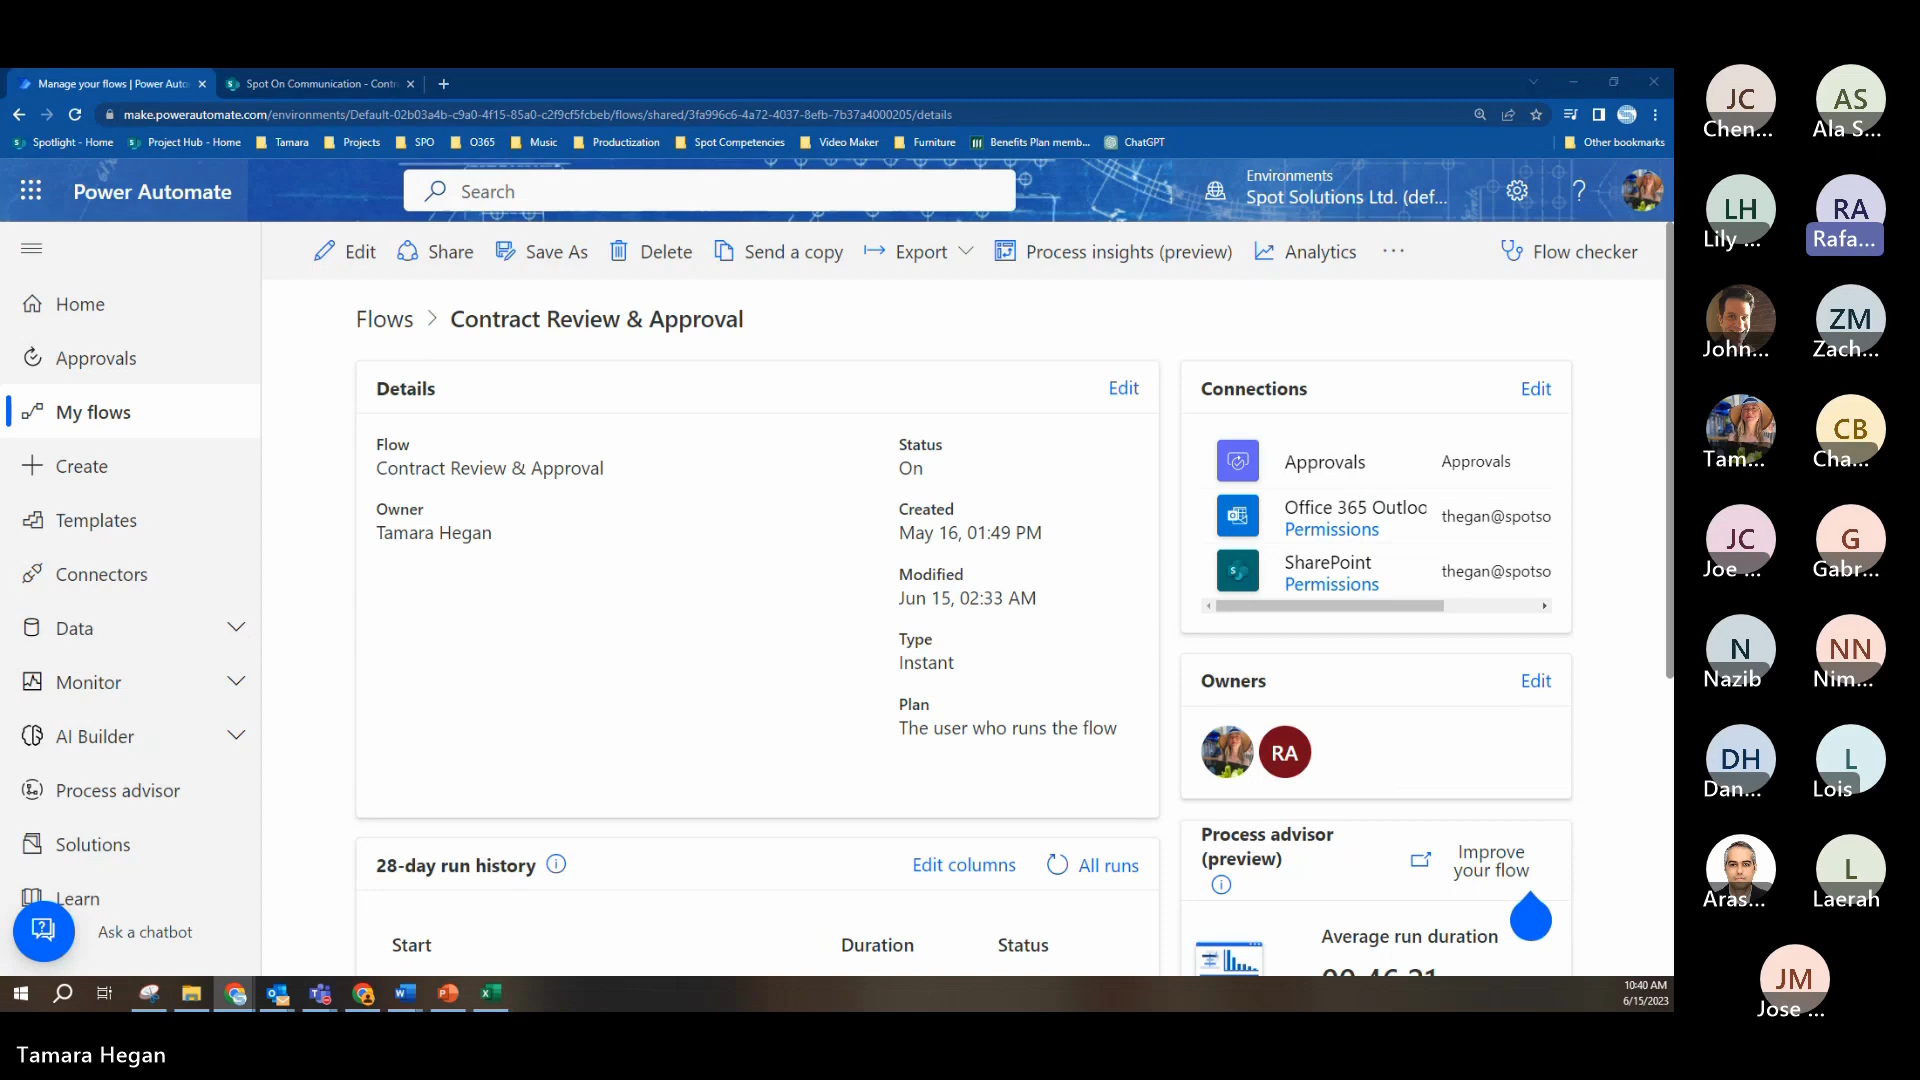 Manage your flows | Power Auto
Spot On Communication - Contr
make.powerautomate.com/environments/Default-02b03a4b-c9a0-4f15-85a0-c2f9cf5fcbeb/flows/shared/3fa996c6-4a72-4037-8efb-7b37a4000205/details
Spotlight - Home
Project Hub - Home
Tamara
Projects
SPO
O365
Music
Productization
Spot Competencies
Video Maker
Furniture
Benefits Plan memb...
ChatGPT
Other bookmarks
Power Automate
Search
Environments
Spot Solutions Ltd. (def...
Edit
Share
Save As
Delete
Send a copy
Export
Process insights (preview)
Analytics
Flow checker
Home
Approvals
My flows
Create
Templates
Connectors
Data
Monitor
AI Builder
Process advisor
Solutions
Learn
Ask a chatbot
Flows > Contract Review & Approval
Details
Edit
Flow
Contract Review & Approval
Owner
Tamara Hegan
Status
On
Created
May 16, 01:49 PM
Modified
Jun 15, 02:33 AM
Type
Instant
Plan
The user who runs the flow
28-day run history
Edit columns
All runs
Start
Duration
Status
Connections
Edit
Approvals
Approvals
Office 365 Outloo
Permissions
thegan@spotso
SharePoint
Permissions
thegan@spotso
Owners
Edit
RA
Process advisor
(preview)
Improve
your flow
Average run duration
10:40 AM
6/15/2023
JC
Chen...
AS
Ala S...
LH
Lily ...
RA
Rafa...
John...
ZM
Zach...
Tam...
CB
Cha...
JC
Joe ...
G
Gabr...
N
Nazib
NN
Nim...
DH
Dan...
L
Lois
Aras...
L
Laerah
JM
Jose ...
Tamara Hegan